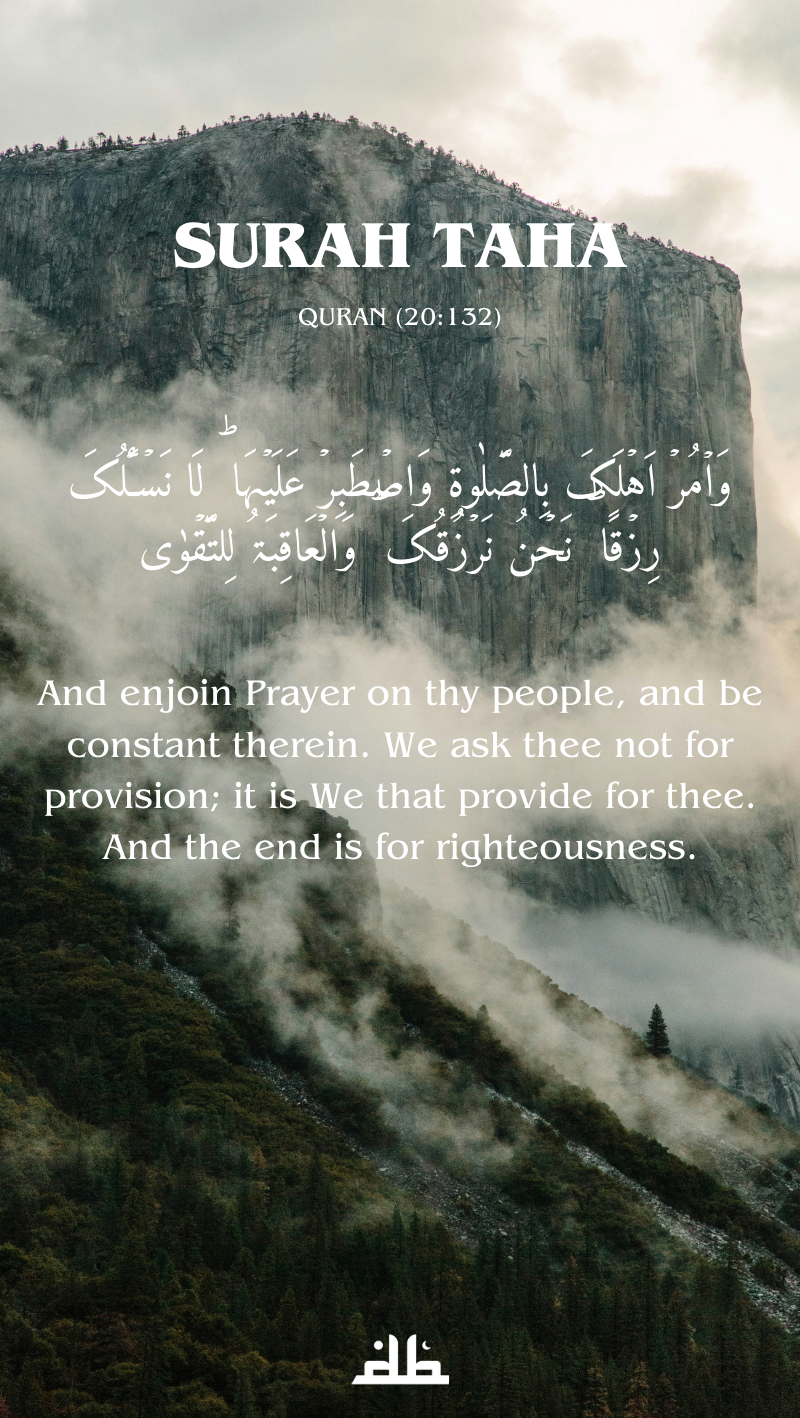 SURAH TAHA
QURAN (20:132)
وَاۡمُرۡ اَہۡلَکَ بِالصَّلٰوۃِ وَاصۡطَبِرۡ عَلَیۡہَا ؕ لَا نَسۡـَٔلُکَ
رِزۡقًا ؕ نَحۡنُ نَرۡزُقُکَ ؕ وَالۡعَاقِبَۃُ لِلتَّقۡوٰی
And enjoin Prayer on thy people, and be
constant therein. We ask thee not for
provision; it is We that provide for thee.
And the end is for righteousness.